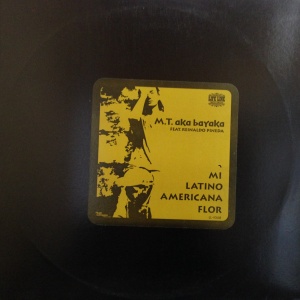 M.T. aka bayaka
FEAT. REINALDO PINEDA
MI
LATINO
AMERICANA
FLOR